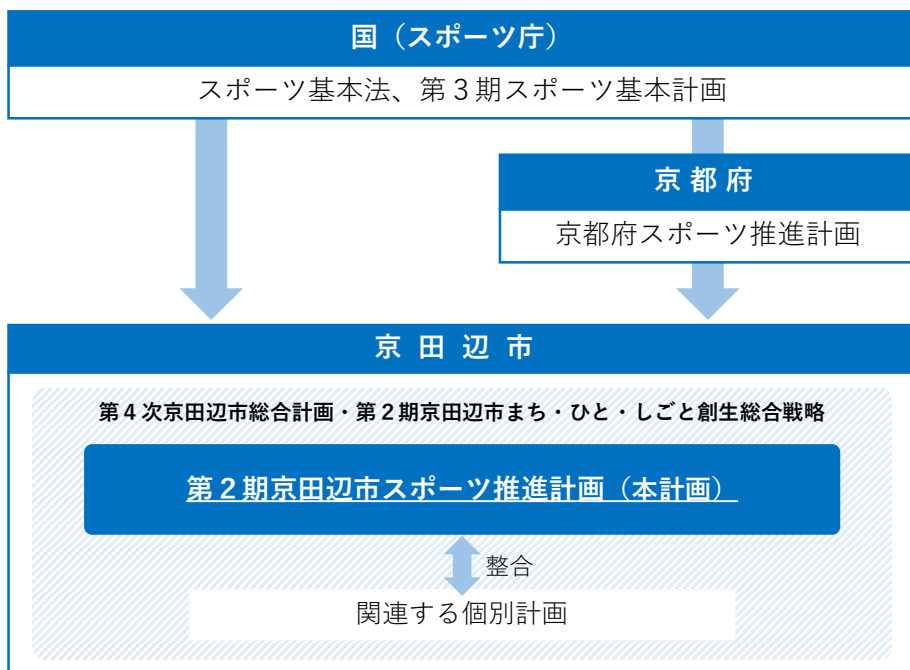 国（スポーツ庁）
スポーツ基本法、第３期スポーツ基本計画
京都府
京都府スポーツ推進計画
京田辺市
第４次京田辺市総合計画・第２期京田辺市まち・ひと・しごと創生総合戦略
第２期京田辺市スポーツ推進計画（本計画）
整合
関連する個別計画